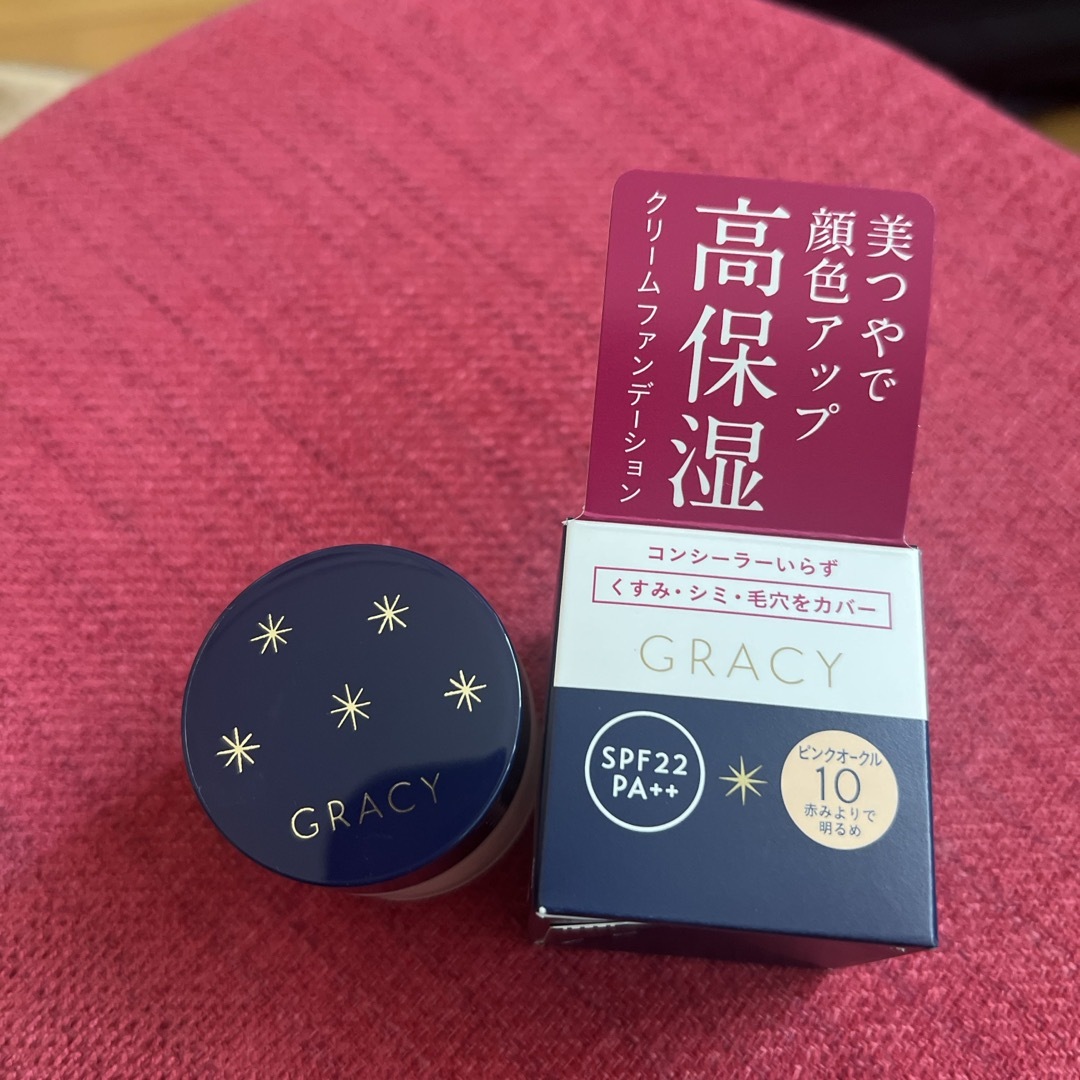 美つやで
顔色アップ
高保湿
クリームファンデーション
コンシーラーいらず
くすみ・シミ・毛穴をカバー
GRACY
SPF22
PA++
ピンクオークル
10
赤みよりで
明るめ
GRACY